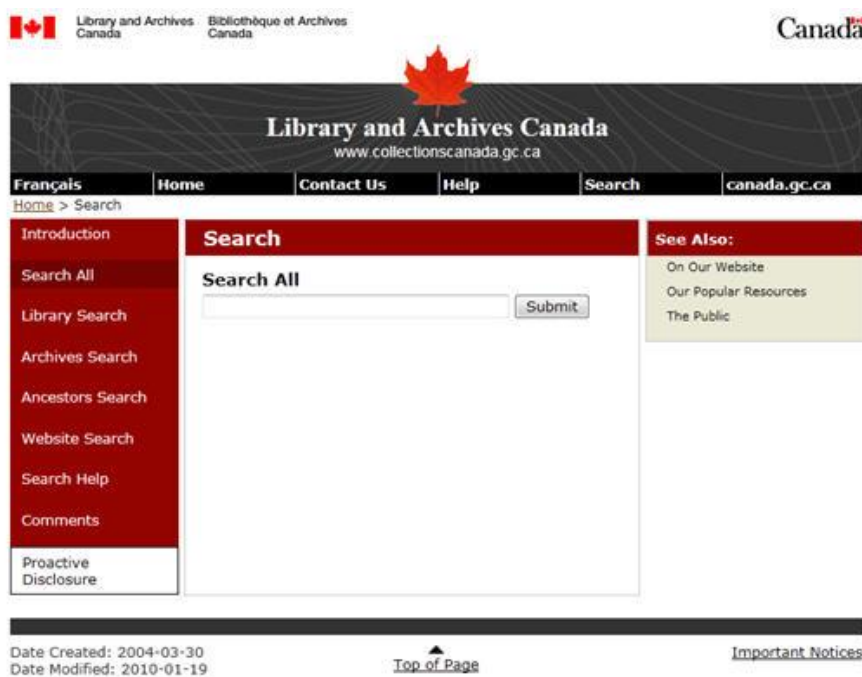 Library and Archives Canada
Bibliothèque et Archives Canada
Canada
Library and Archives Canada
www.collectionscanada.gc.ca
Français Home Contact Us Help Search canada.gc.ca
Home > Search
Introduction
Search All
Library Search
Archives Search
Ancestors Search
Website Search
Search Help
Comments
Proactive
Disclosure
Search
Search All
Submit
See Also:
On Our Website
Our Popular Resources
The Public
Date Created: 2004-03-30
Date Modified: 2010-01-19
Top of Page
Important Notices